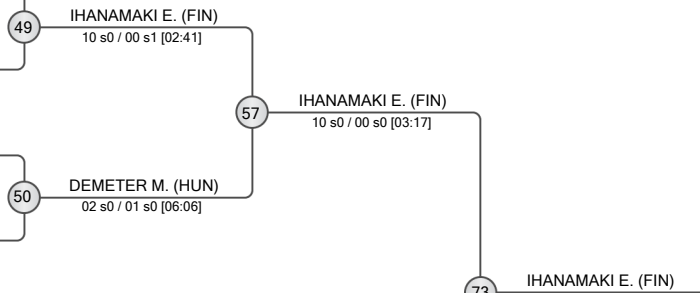 49
IHANAMAKI E. (FIN)
10 s0 / 00 s1 [02:41]
57
IHANAMAKI E. (FIN)
10 s0 / 00 s0 [03:17]
50
DEMETER M. (HUN)
02 s0 / 01 s0 [06:06]
73
IHANAMAKI E. (FIN)